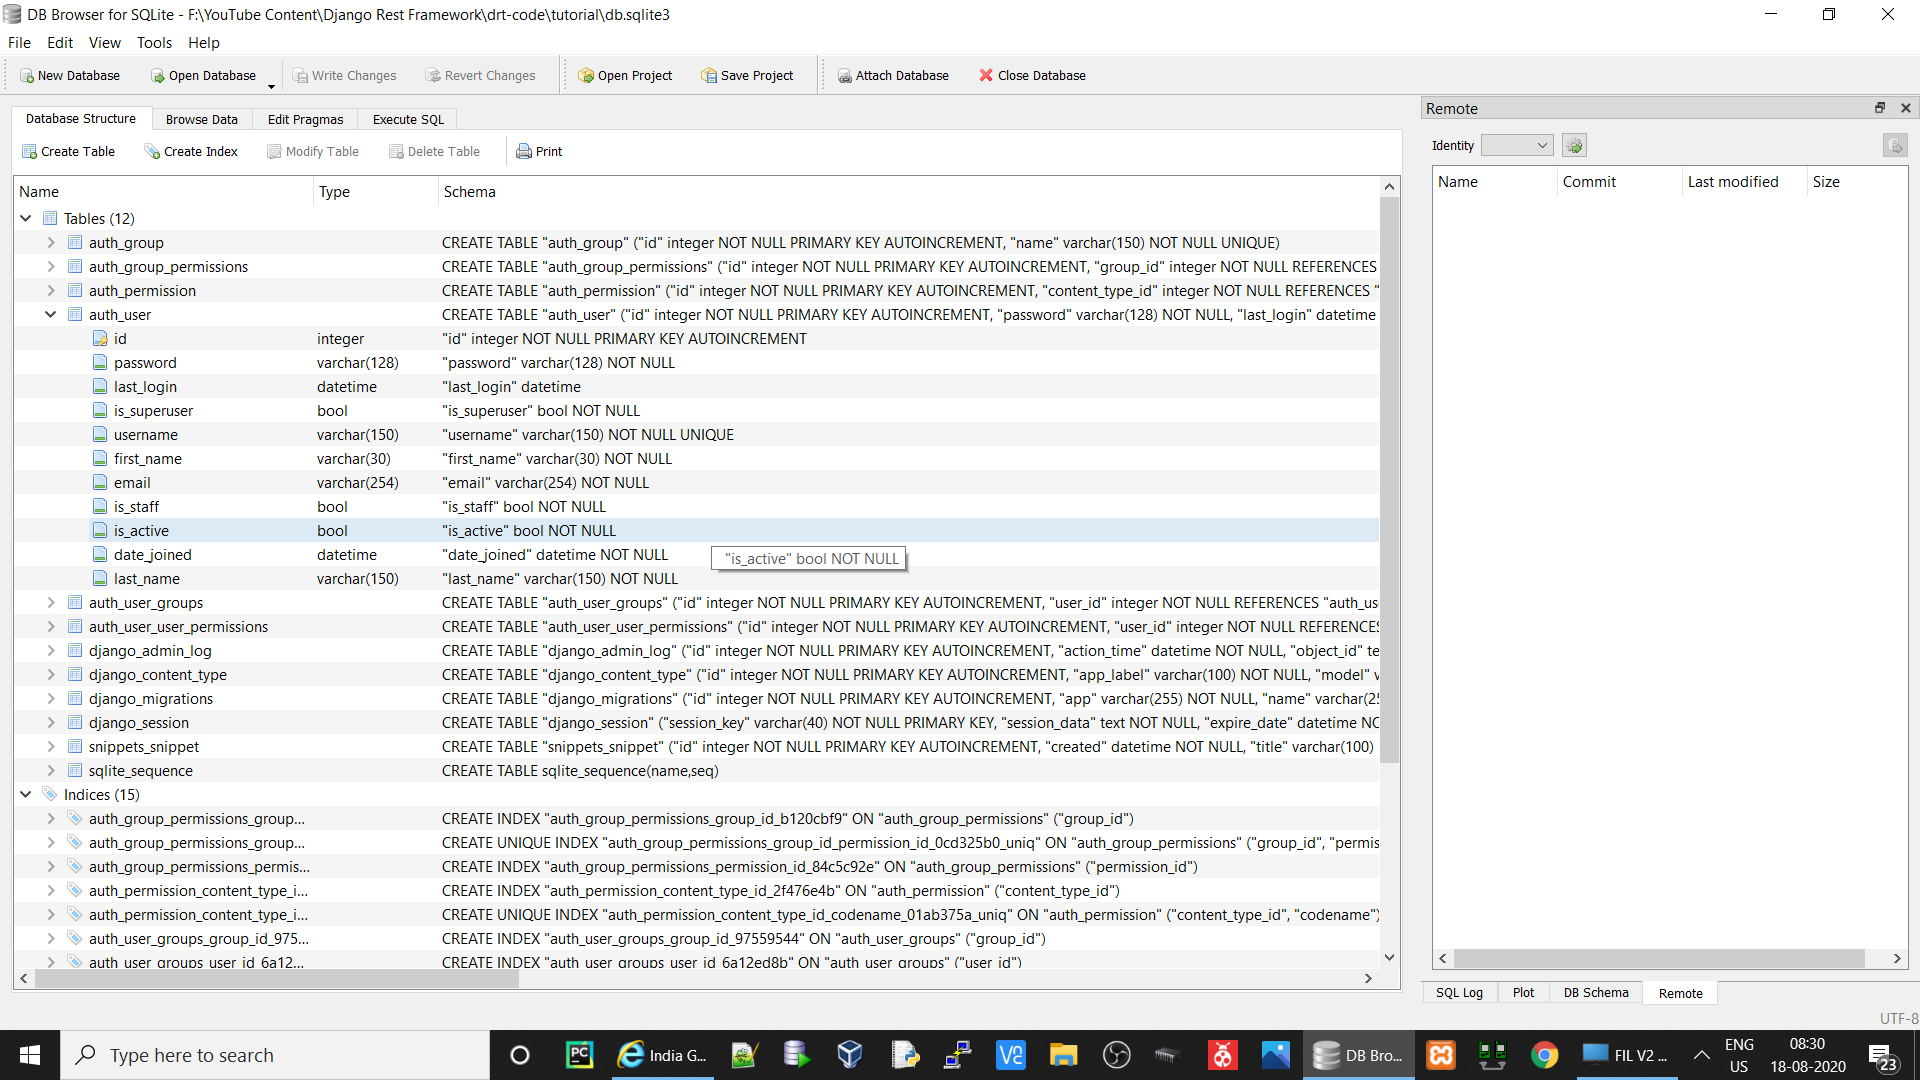 DB Browser for SQLite - F:\YouTube Content\Django Rest Framework\drt-code\tutorial\db.sqlite3
File Edit View Tools Help
New Database Open Database Write Changes Revert Changes Open Project Save Project Attach Database Close Database
Database Structure Browse Data Edit Pragmas Execute SQL
Create Table Create Index Modify Table Delete Table Print
Name Type Schema
Tables (12)
auth_group CREATE TABLE "auth_group" ("id" integer NOT NULL PRIMARY KEY AUTOINCREMENT, "name" varchar(150) NOT NULL UNIQUE)
auth_group_permissions CREATE TABLE "auth_group_permissions" ("id" integer NOT NULL PRIMARY KEY AUTOINCREMENT, "group_id" integer NOT NULL REFERENCES
auth_permission CREATE TABLE "auth_permission" ("id" integer NOT NULL PRIMARY KEY AUTOINCREMENT, "content_type_id" integer NOT NULL REFERENCES "
auth_user CREATE TABLE "auth_user" ("id" integer NOT NULL PRIMARY KEY AUTOINCREMENT, "password" varchar(128) NOT NULL, "last_login" datetime
id integer "id" integer NOT NULL PRIMARY KEY AUTOINCREMENT
password varchar(128) "password" varchar(128) NOT NULL
last_login datetime "last_login" datetime
is_superuser bool "is_superuser" bool NOT NULL
username varchar(150) "username" varchar(150) NOT NULL UNIQUE
first_name varchar(30) "first_name" varchar(30) NOT NULL
email varchar(254) "email" varchar(254) NOT NULL
is_staff bool "is_staff" bool NOT NULL
is_active bool "is_active" bool NOT NULL
date_joined datetime "date_joined" datetime NOT NULL
"is_active" bool NOT NULL
last_name varchar(150) "last_name" varchar(150) NOT NULL
auth_user_groups CREATE TABLE "auth_user_groups" ("id" integer NOT NULL PRIMARY KEY AUTOINCREMENT, "user_id" integer NOT NULL REFERENCES "auth_us
auth_user_user_permissions CREATE TABLE "auth_user_user_permissions" ("id" integer NOT NULL PRIMARY KEY AUTOINCREMENT, "user_id" integer NOT NULL REFERENCES
django_admin_log CREATE TABLE "django_admin_log" ("id" integer NOT NULL PRIMARY KEY AUTOINCREMENT, "action_time" datetime NOT NULL, "object_id" te
django_content_type CREATE TABLE "django_content_type" ("id" integer NOT NULL PRIMARY KEY AUTOINCREMENT, "app_label" varchar(100) NOT NULL, "model" v
django_migrations CREATE TABLE "django_migrations" ("id" integer NOT NULL PRIMARY KEY AUTOINCREMENT, "app" varchar(255) NOT NULL, "name" varchar(25
django_session CREATE TABLE "django_session" ("session_key" varchar(40) NOT NULL PRIMARY KEY, "session_data" text NOT NULL, "expire_date" datetime NO
snippets_snippet CREATE TABLE "snippets_snippet" ("id" integer NOT NULL PRIMARY KEY AUTOINCREMENT, "created" datetime NOT NULL, "title" varchar(100)
sqlite_sequence CREATE TABLE sqlite_sequence(name,seq)
Indices (15)
auth_group_permissions_group... CREATE INDEX "auth_group_permissions_group_id_b120cbf9" ON "auth_group_permissions" ("group_id")
auth_group_permissions_group... CREATE UNIQUE INDEX "auth_group_permissions_group_id_permission_id_0cd325b0_uniq" ON "auth_group_permissions" ("group_id", "permis
auth_group_permissions_permis... CREATE INDEX "auth_group_permissions_permission_id_84c5c92e" ON "auth_group_permissions" ("permission_id")
auth_permission_content_type_i... CREATE INDEX "auth_permission_content_type_id_2f476e4b" ON "auth_permission" ("content_type_id")
auth_permission_content_type_i... CREATE UNIQUE INDEX "auth_permission_content_type_id_codename_01ab375a_uniq" ON "auth_permission" ("content_type_id", "codename")
auth_user_groups_group_id_975... CREATE INDEX "auth_user_groups_group_id_97559544" ON "auth_user_groups" ("group_id")
auth_user_groups_user_id_6a12... CREATE INDEX "auth_user_groups_user_id_6a12ed8b" ON "auth_user_groups" ("user_id")
Remote
Identity
Name Commit Last modified Size
SQL Log Plot DB Schema Remote
UTF-8
Type here to search
PC
India G...
DB Bro...
FIL V2 ...
ENG
US
08:30
18-08-2020
23